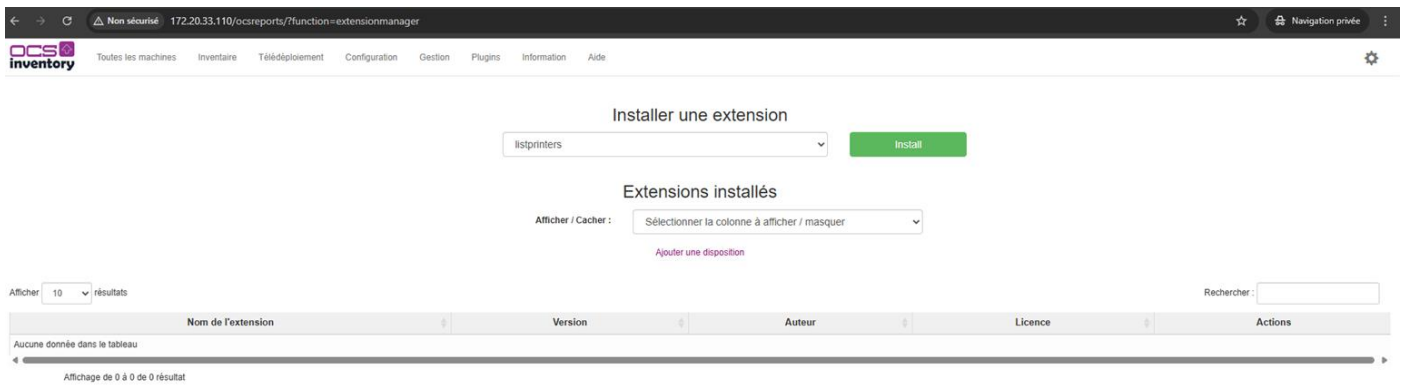 Non sécurisé 172.20.33.110/ocsreports/?function=extensionmanager Navigation privée
OCS inventory
Toutes les machines Inventaire Télédéploiement Configuration Gestion Plugins Information Aide
Installer une extension
listprinters Install
Extensions installés
Afficher / Cacher : Sélectionner la colonne à afficher / masquer
Ajouter une disposition
Afficher 10 résultats Rechercher :
Nom de l'extension Version Auteur Licence Actions
Aucune donnée dans le tableau
Affichage de 0 à 0 de 0 résultat